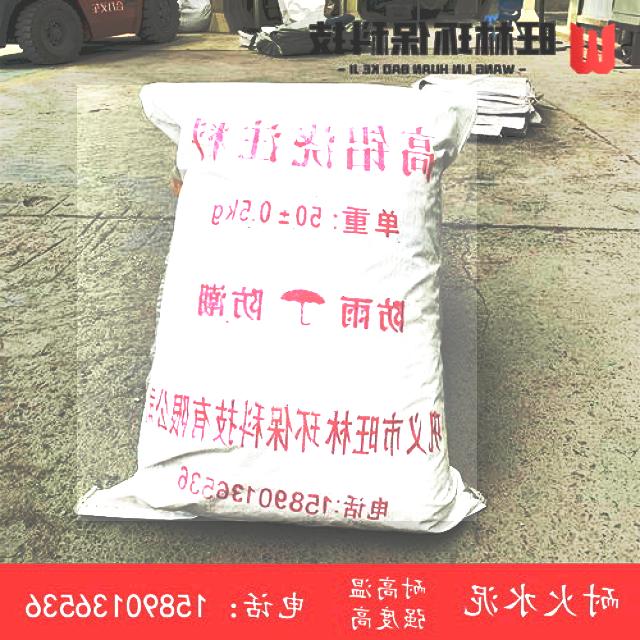 旺林环保科技
- WANG LIN HUAN BAO KE JI -
高铝浇注料
单重：50±0.5kg
防雨 防潮
巩义市旺林环保科技有限公司
电话:15890136536
耐火水泥 耐高温 强度高 电话：15890136536